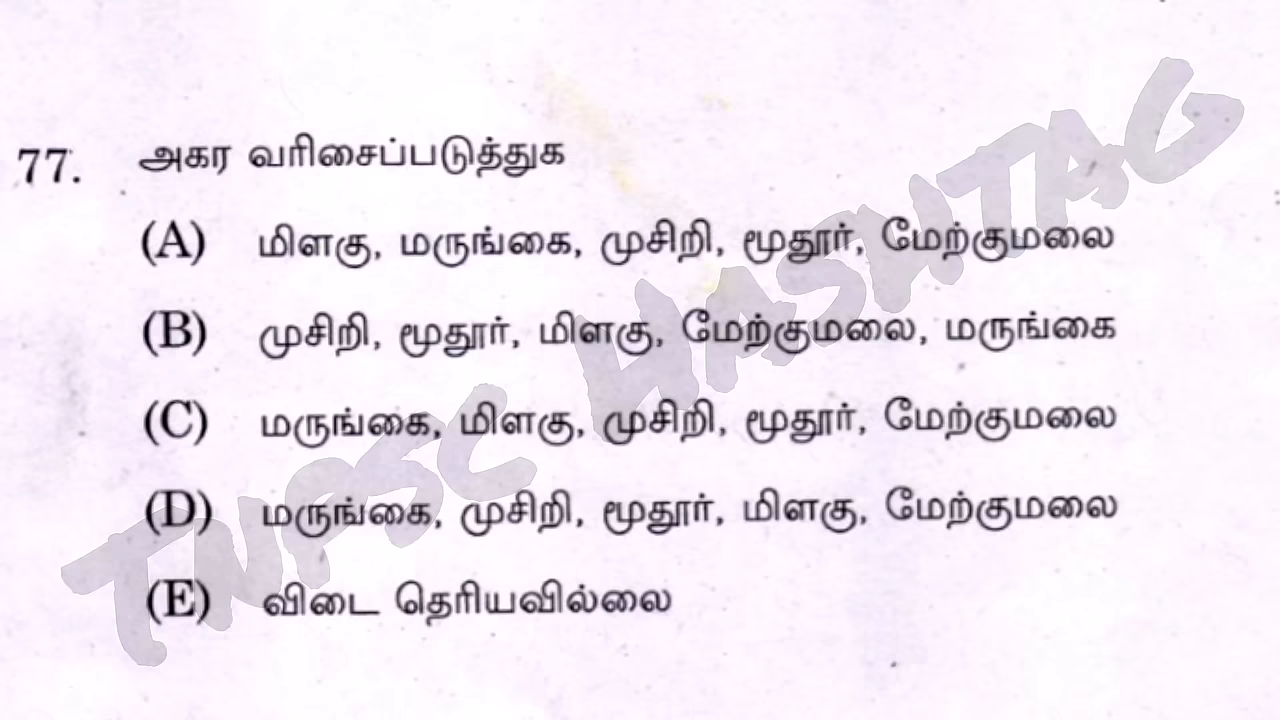 77. அகர வரிசைப்படுத்துக
(A) மிளகு, மருங்கை, முசிறி, மூதூர், மேற்குமலை
(B) முசிறி, மூதூர், மிளகு, மேற்குமலை, மருங்கை
(C) மருங்கை, மிளகு, முசிறி, மூதூர், மேற்குமலை
(D) மருங்கை, முசிறி, மூதூர், மிளகு, மேற்குமலை
(E) விடை தெரியவில்லை
TNPSC HASHTAG